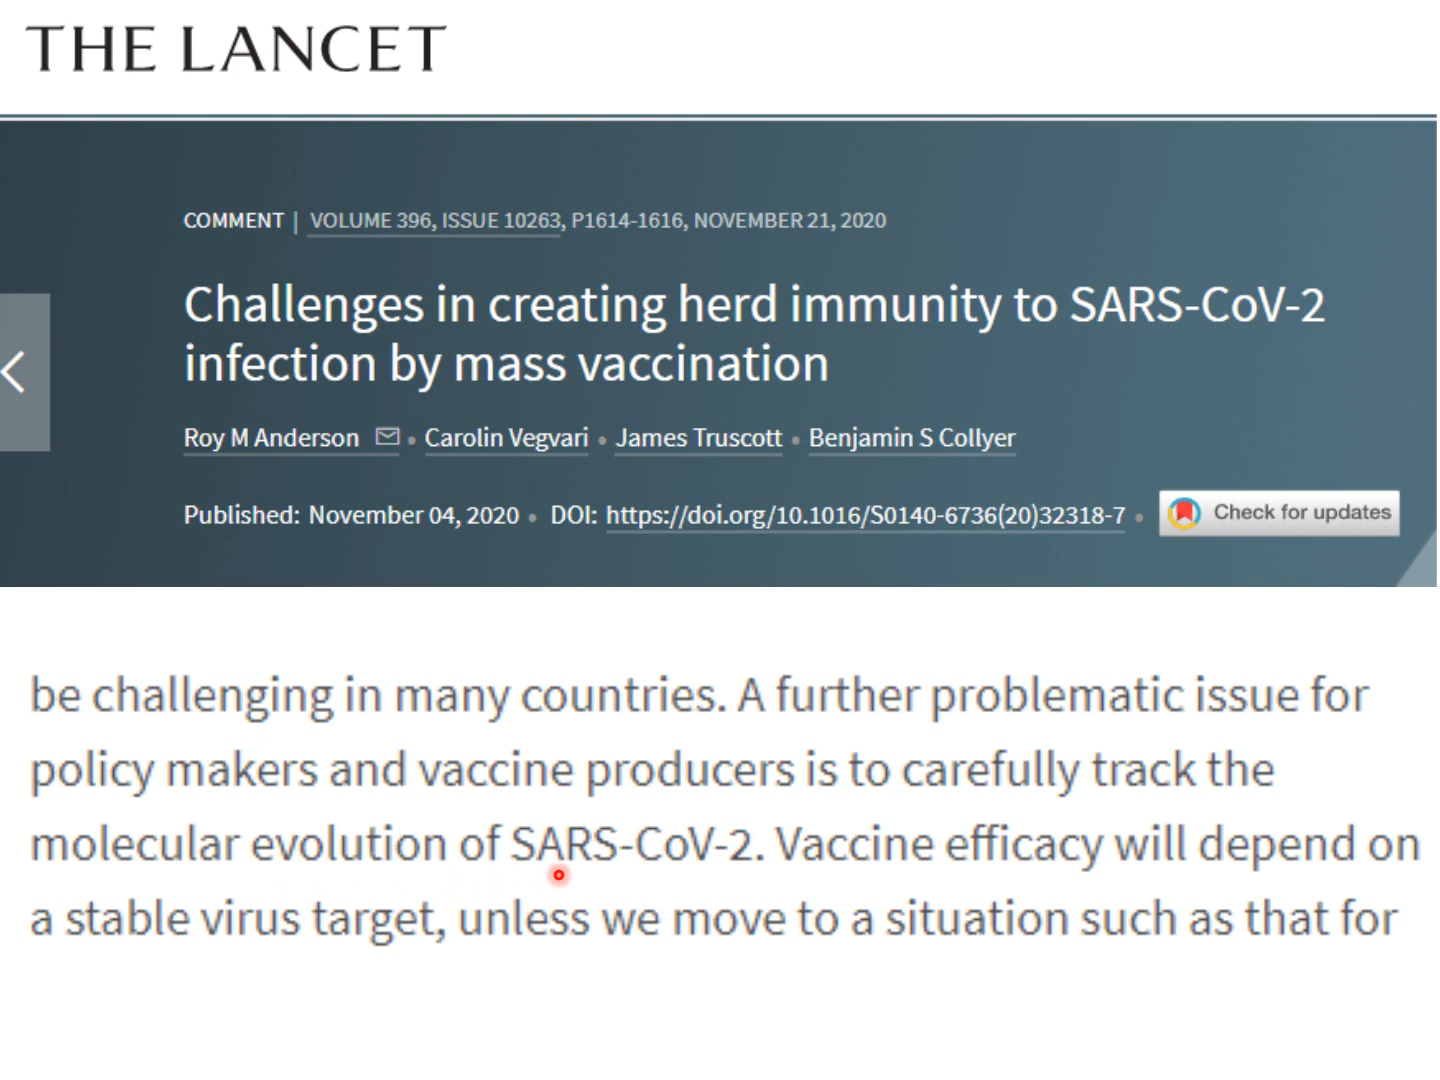 THE LANCET
COMMENT | VOLUME 396, ISSUE 10263, P1614-1616, NOVEMBER 21, 2020
Challenges in creating herd immunity to SARS-CoV-2
infection by mass vaccination
Roy M Anderson • Carolin Vegvari • James Truscott • Benjamin S Collyer
Published: November 04, 2020 • DOI: https://doi.org/10.1016/S0140-6736(20)32318-7 • Check for updates
be challenging in many countries. A further problematic issue for
policy makers and vaccine producers is to carefully track the
molecular evolution of SARS-CoV-2. Vaccine efficacy will depend on
a stable virus target, unless we move to a situation such as that for